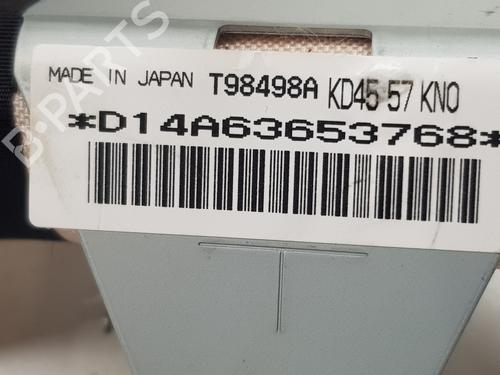 B-PARTS
MADE IN JAPAN T98498A KD45 57 KN0
*D14A63653768*